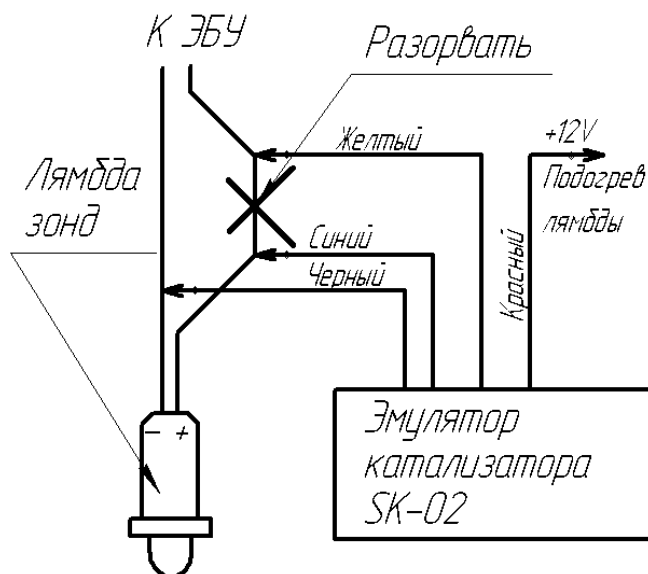 К ЭБУ
Разорвать
Желтый
+12V
Подогрев
лямбды
Лямбда
зонд
Синий
Черный
Красный
– +
Эмулятор
катализатора
SK-02